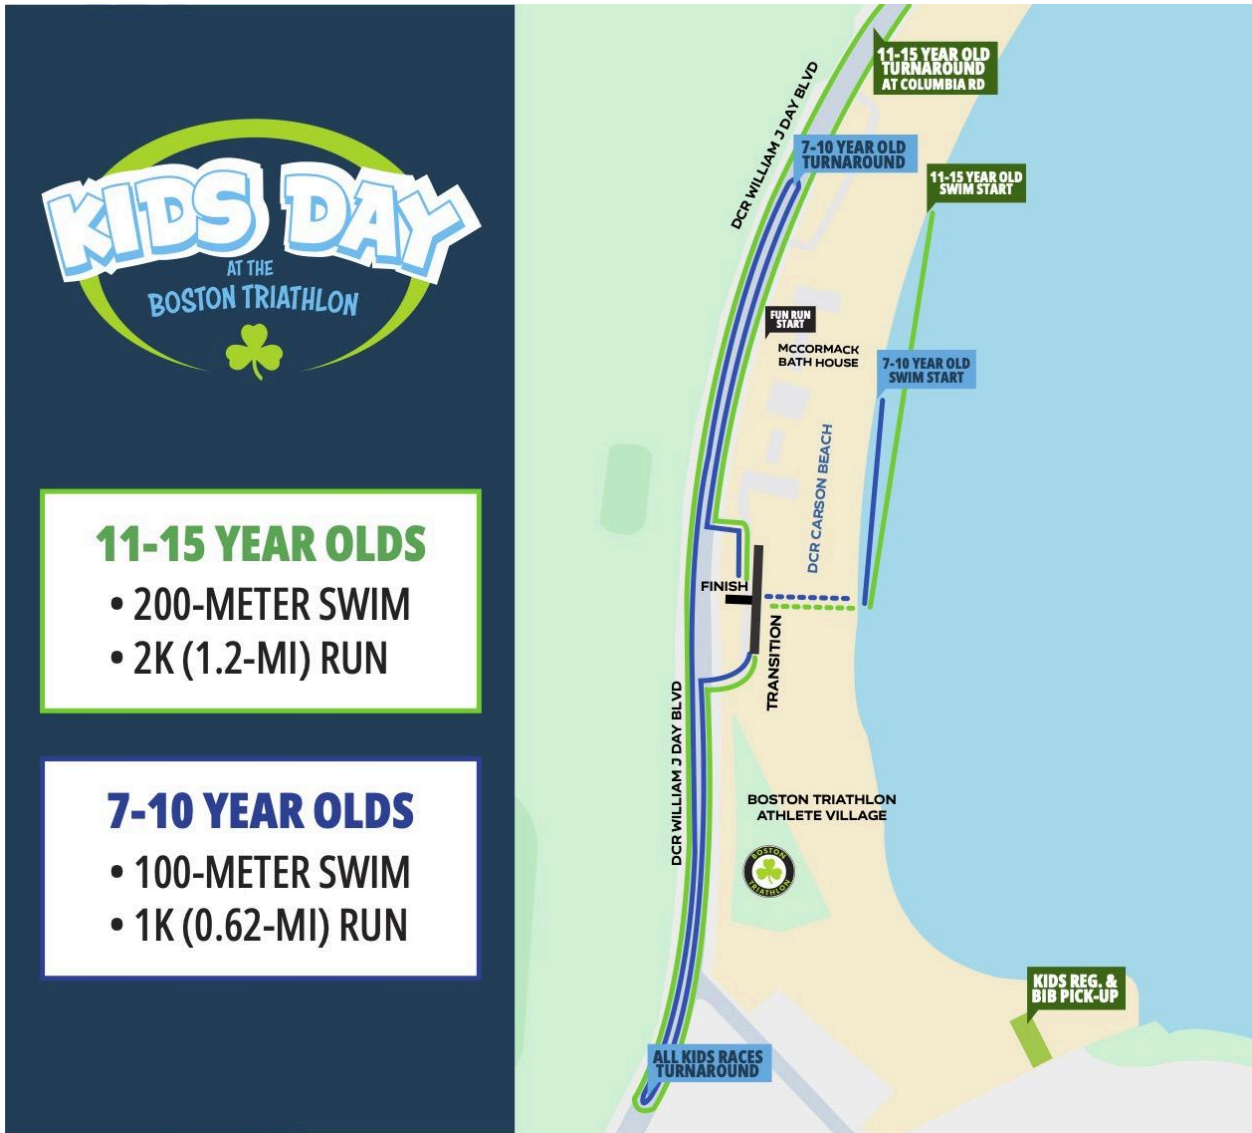 KIDS DAY
AT THE
BOSTON TRIATHLON
11-15 YEAR OLDS
• 200-METER SWIM
• 2K (1.2-MI) RUN
7-10 YEAR OLDS
• 100-METER SWIM
• 1K (0.62-MI) RUN
11-15 YEAR OLD
TURNAROUND
AT COLUMBIA RD
DCR WILLIAM J DAY BLVD
7-10 YEAR OLD
TURNAROUND
11-15 YEAR OLD
SWIM START
FUN RUN
START
MCCORMACK
BATH HOUSE
7-10 YEAR OLD
SWIM START
DCR CARSON BEACH
FINISH
TRANSITION
DCR WILLIAM J DAY BLVD
BOSTON TRIATHLON
ATHLETE VILLAGE
BOSTON
TRIATHLON
KIDS REG. &
BIB PICK-UP
ALL KIDS RACES
TURNAROUND